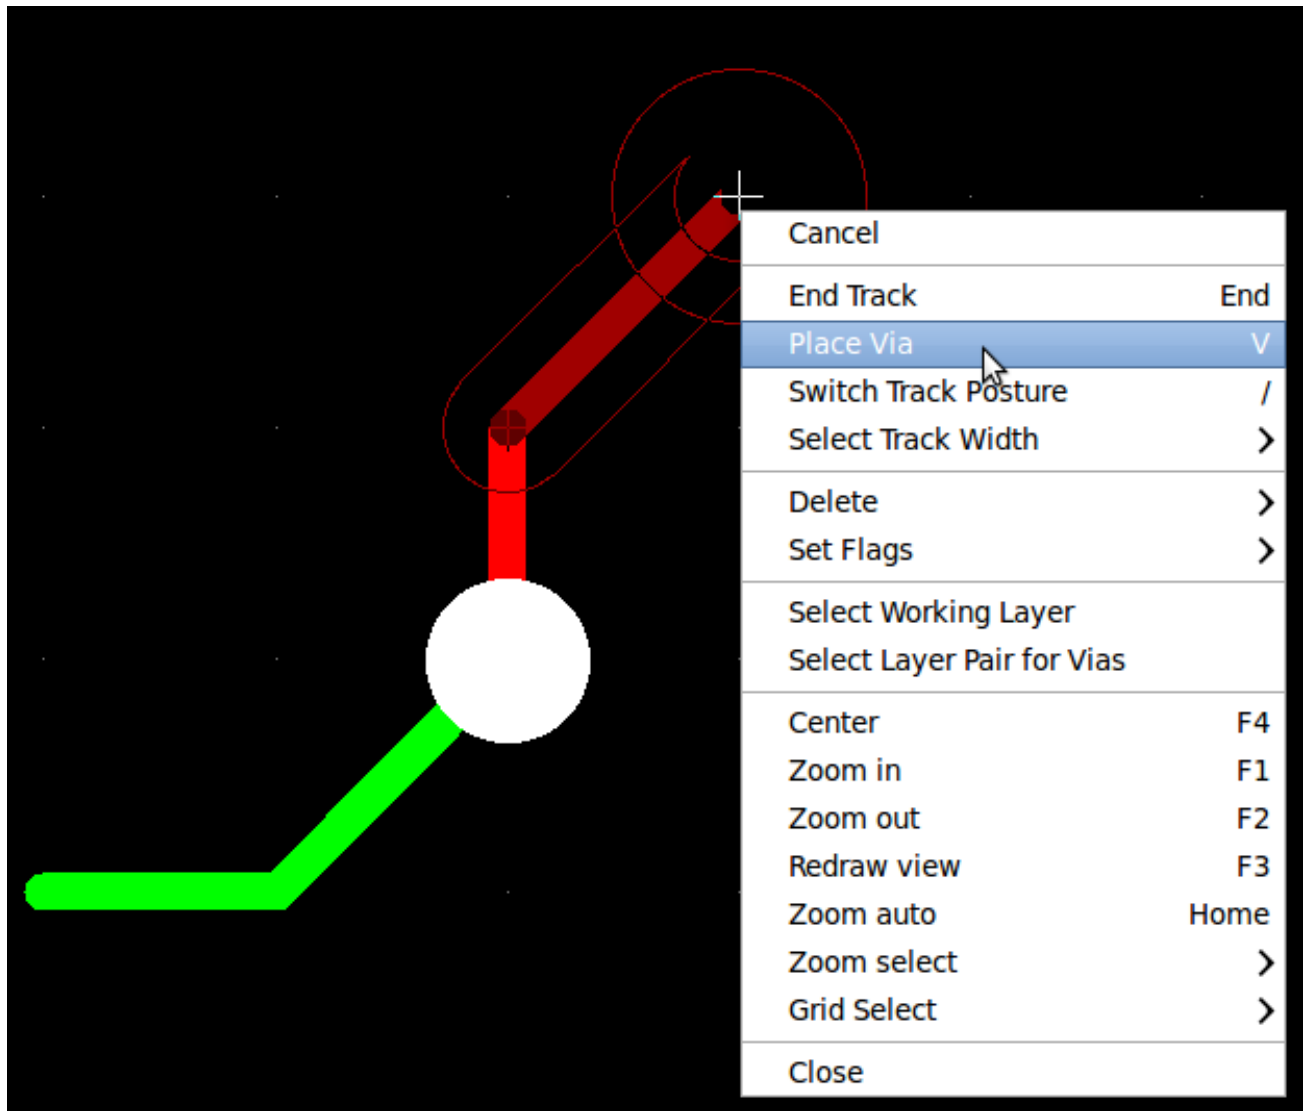 Cancel
End Track End
Place Via V
Switch Track Posture /
Select Track Width
Delete
Set Flags
Select Working Layer
Select Layer Pair for Vias
Center F4
Zoom in F1
Zoom out F2
Redraw view F3
Zoom auto Home
Zoom select
Grid Select
Close